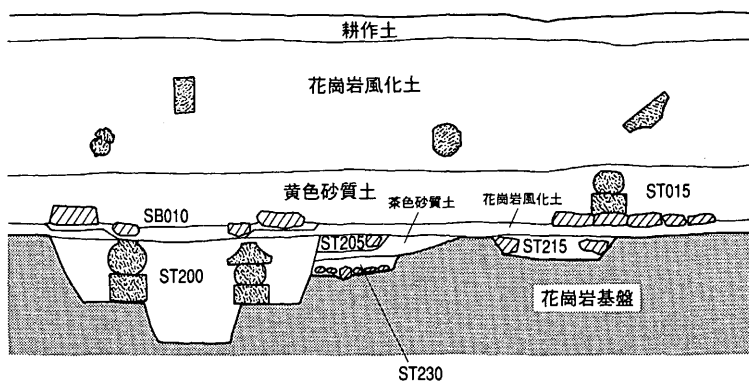 耕作土
花崗岩風化土
黄色砂質土
茶色砂質土
花崗岩風化土
ST015
SB010
ST205
ST215
ST200
花崗岩基盤
ST230